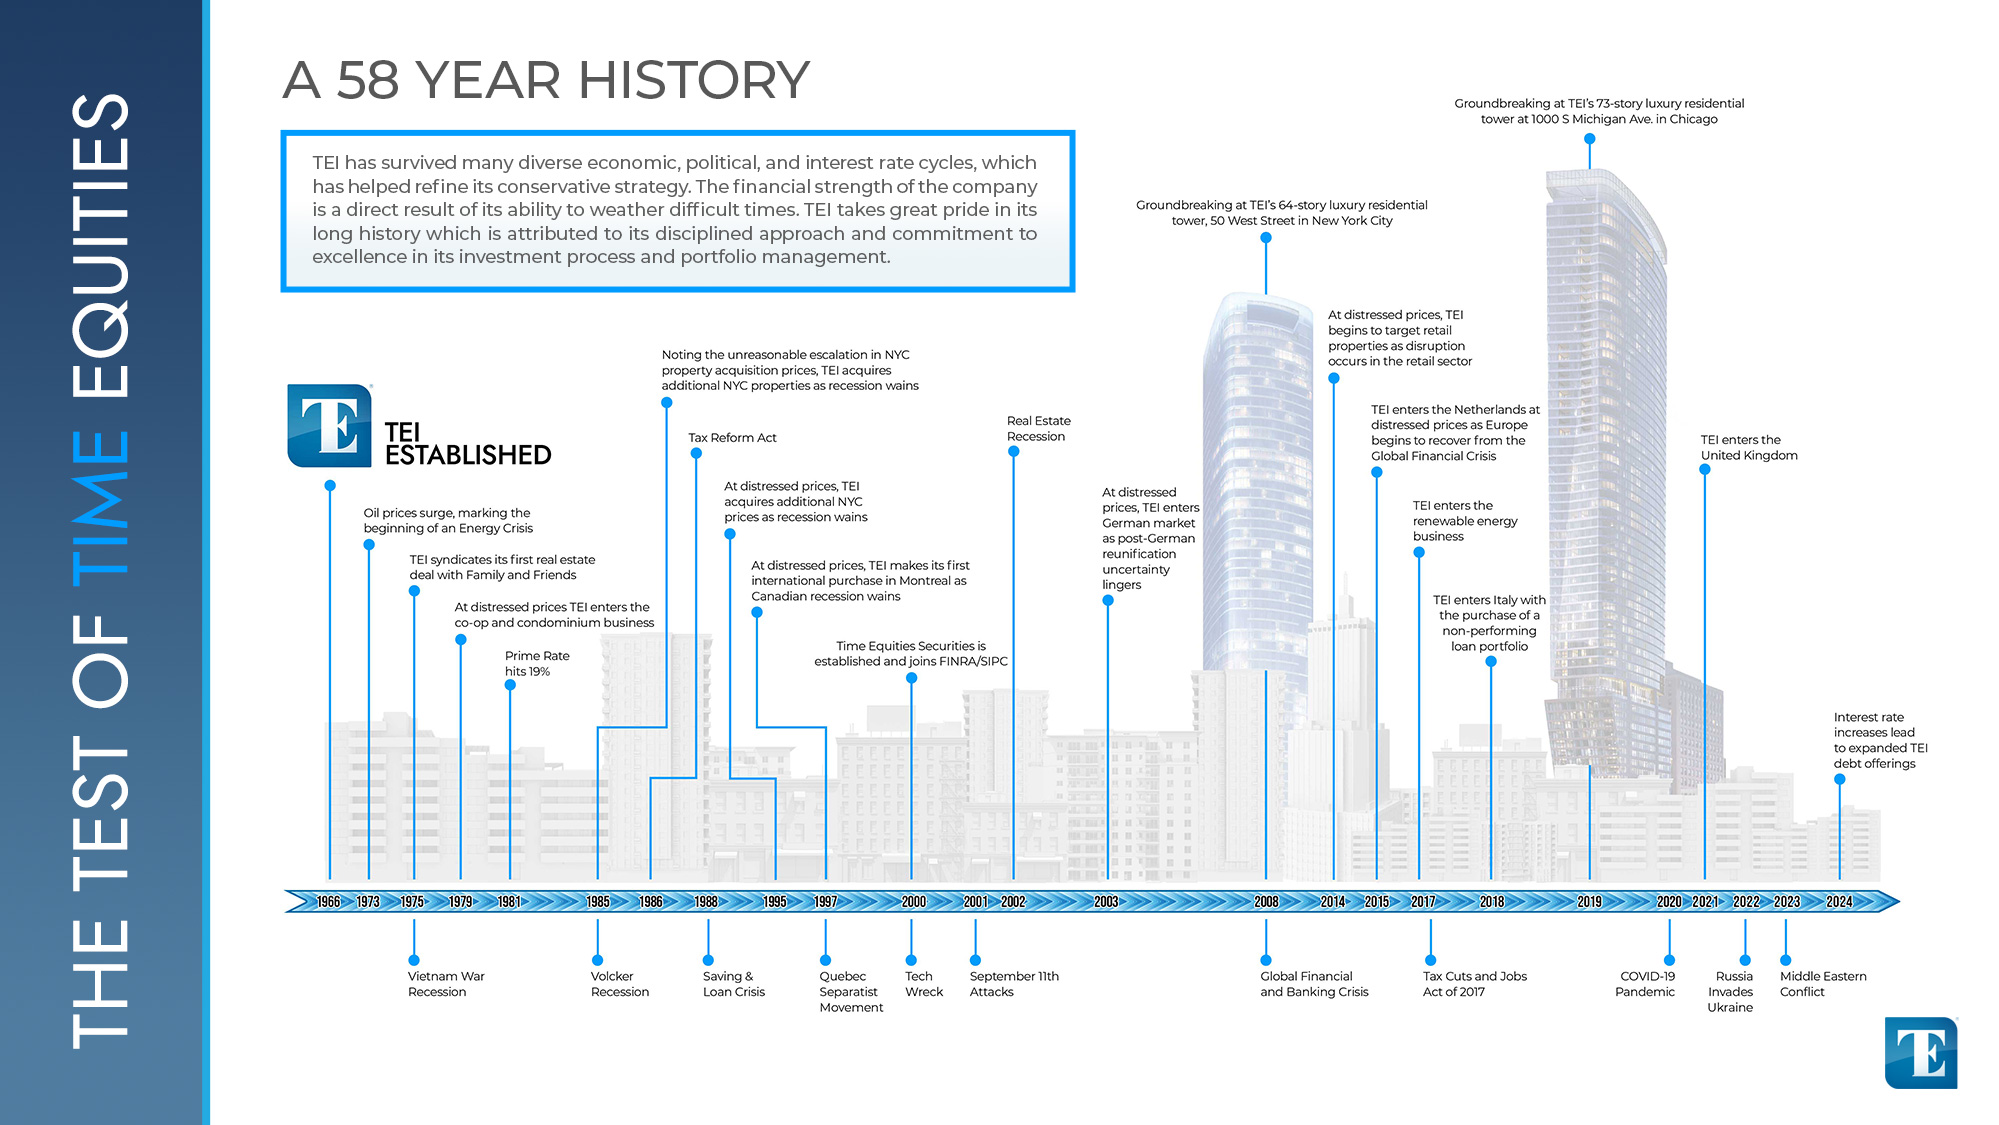 THE TEST OF TIME EQUITIES
A 58 YEAR HISTORY
TEI has survived many diverse economic, political, and interest rate cycles, which
has helped refine its conservative strategy. The financial strength of the company
is a direct result of its ability to weather difficult times. TEI takes great pride in its
long history which is attributed to its disciplined approach and commitment to
excellence in its investment process and portfolio management.
TE
TEI
ESTABLISHED
Oil prices surge, marking the
beginning of an Energy Crisis
TEI syndicates its first real estate
deal with Family and Friends
At distressed prices TEI enters the
co-op and condominium business
Prime Rate
hits 19%
Noting the unreasonable escalation in NYC
property acquisition prices, TEI acquires
additional NYC properties as recession wains
Tax Reform Act
At distressed prices, TEI
acquires additional NYC
prices as recession wains
At distressed prices, TEI makes its first
international purchase in Montreal as
Canadian recession wains
Time Equities Securities is
established and joins FINRA/SIPC
Real Estate
Recession
At distressed
prices, TEI enters
German market
as post-German
reunification
uncertainty
lingers
Groundbreaking at TEI's 64-story luxury residential
tower, 50 West Street in New York City
At distressed prices, TEI
begins to target retail
properties as disruption
occurs in the retail sector
TEI enters the Netherlands at
distressed prices as Europe
begins to recover from the
Global Financial Crisis
TEI enters the
renewable energy
business
TEI enters Italy with
the purchase of a
non-performing
loan portfolio
Groundbreaking at TEI's 73-story luxury residential
tower at 1000 S Michigan Ave. in Chicago
TEI enters the
United Kingdom
Interest rate
increases lead
to expanded TEI
debt offerings
1966 1973 1975 1979 1981 1985 1986 1988 1995 1997 2000 2001 2002 2003 2008 2014 2015 2017 2018 2019 2020 2021 2022 2023 2024
Vietnam War
Recession
Volcker
Recession
Saving &
Loan Crisis
Quebec
Separatist
Movement
Tech
Wreck
September 11th
Attacks
Global Financial
and Banking Crisis
Tax Cuts and Jobs
Act of 2017
COVID-19
Pandemic
Russia
Invades
Ukraine
Middle Eastern
Conflict
TE